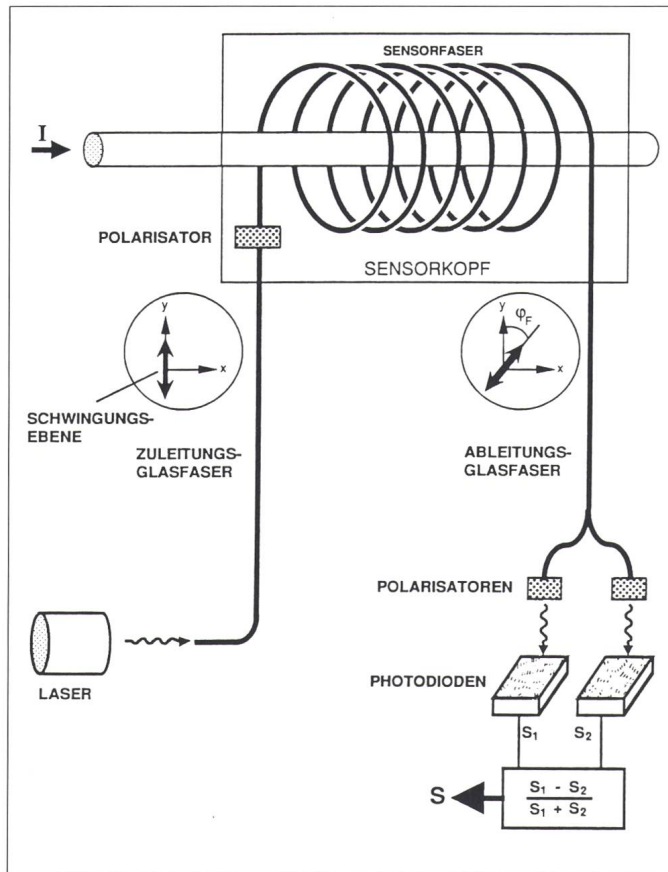 SENSORFASER
I
POLARISATOR
SENSORKOPF
y
x
y
φF
x
SCHWINGUNGS-
EBENE
ZULEITUNGS-
GLASFASER
ABLEITUNGS-
GLASFASER
POLARISATOREN
LASER
PHOTODIODEN
S1
S2
S
S1 - S2
S1 + S2